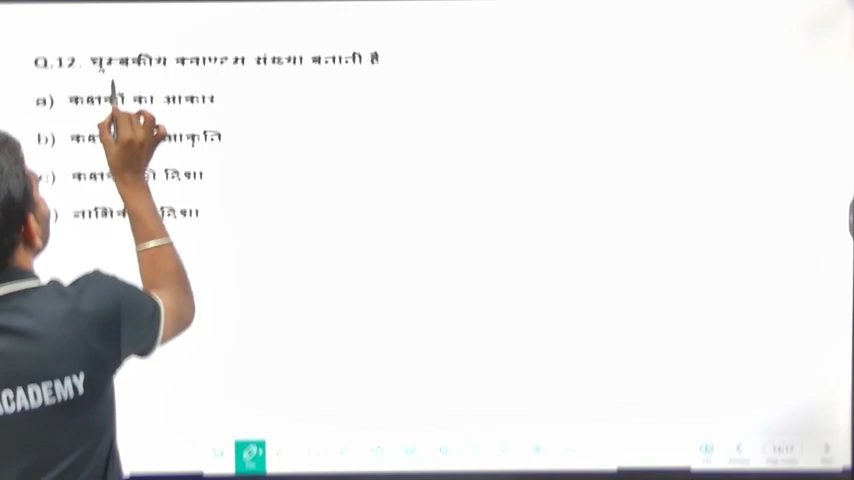 Q.12. चुम्बकीय क्वाण्टम संख्या बताती है
a) कक्षकों का आकार
b) आकृति
दिशा
दिशा
ACADEMY